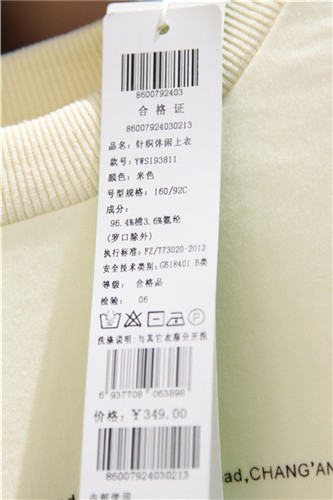 8600792403
合格证
86007924030213
品名: 针织休闲上衣
款号: YWS193811
颜色: 米色
号型规格: 160/92C
成分:
96.4%棉3.6%氨纶
(罗口除外)
执行标准: FZ/T73020-2012
安全技术类别: GB18401 B类
等级: 合格品
检验: 06
洗涤说明: 与其它衣服分开洗
6 937708 063898
价格: ¥349.00
86007924030213
内部使用
ad,CHANG'AN